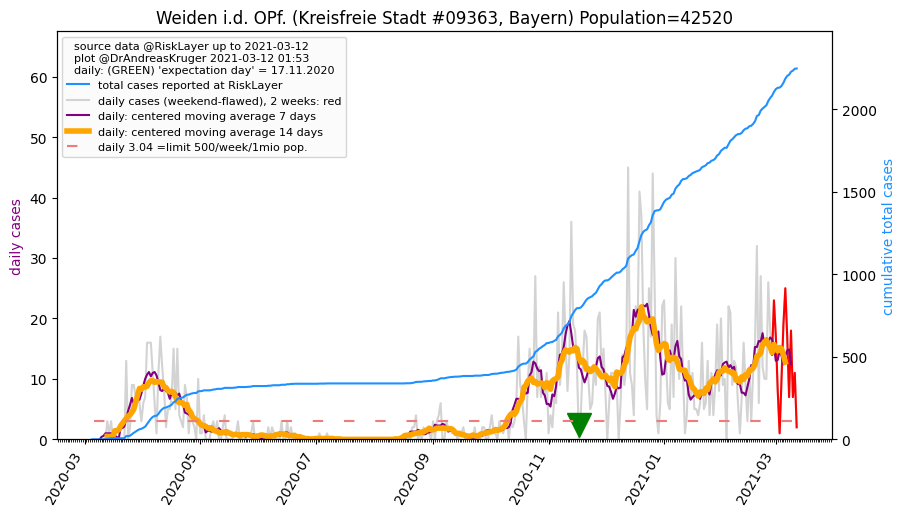 Weiden i.d. OPf. (Kreisfreie Stadt #09363, Bayern) Population=42520
source data @RiskLayer up to 2021-03-12
plot @DrAndreasKruger 2021-03-12 01:53
daily: (GREEN) 'expectation day' = 17.11.2020
total cases reported at RiskLayer
daily cases (weekend-flawed), 2 weeks: red
daily: centered moving average 7 days
daily: centered moving average 14 days
daily 3.04 =limit 500/week/1mio pop.
daily cases
60
50
40
30
20
10
0
2000
1500
1000
500
0
cumulative total cases
2020-03
2020-05
2020-07
2020-09
2020-11
2021-01
2021-03